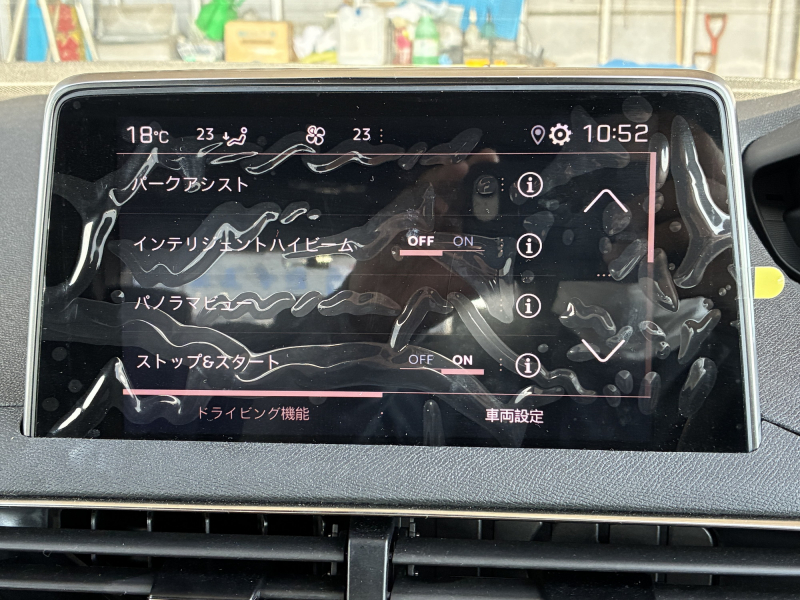 18℃ 23 23 10:52
パークアシスト i
インテリジェントハイビーム OFF ON i
パノラマビュー i
ストップ&スタート OFF ON i
ドライビング機能 車両設定